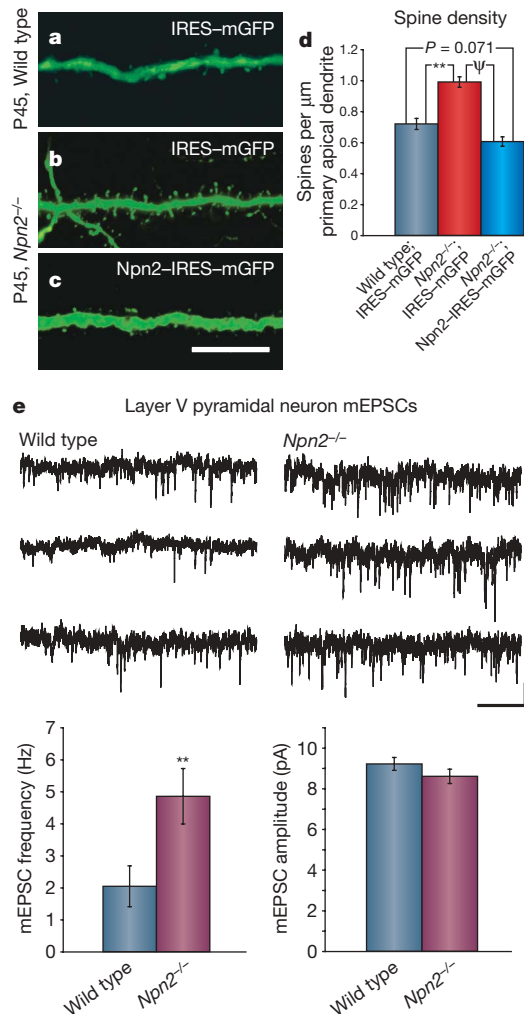 P45, Wild type
a
IRES–mGFP
P45, Npn2–/–
b
IRES–mGFP
c
Npn2–IRES–mGFP
d
Spine density
Spines per µm
primary apical dendrite
1.2
1.0
0.8
0.6
0.4
0.2
0
P = 0.071
**
ψ
Wild type;
IRES–mGFP
Npn2–/–;
IRES–mGFP
Npn2–/–;
Npn2–IRES–mGFP
e
Layer V pyramidal neuron mEPSCs
Wild type
Npn2–/–
mEPSC frequency (Hz)
7
6
5
4
3
2
1
0
**
Wild type
Npn2–/–
mEPSC amplitude (pA)
10
8
6
4
2
0
Wild type
Npn2–/–